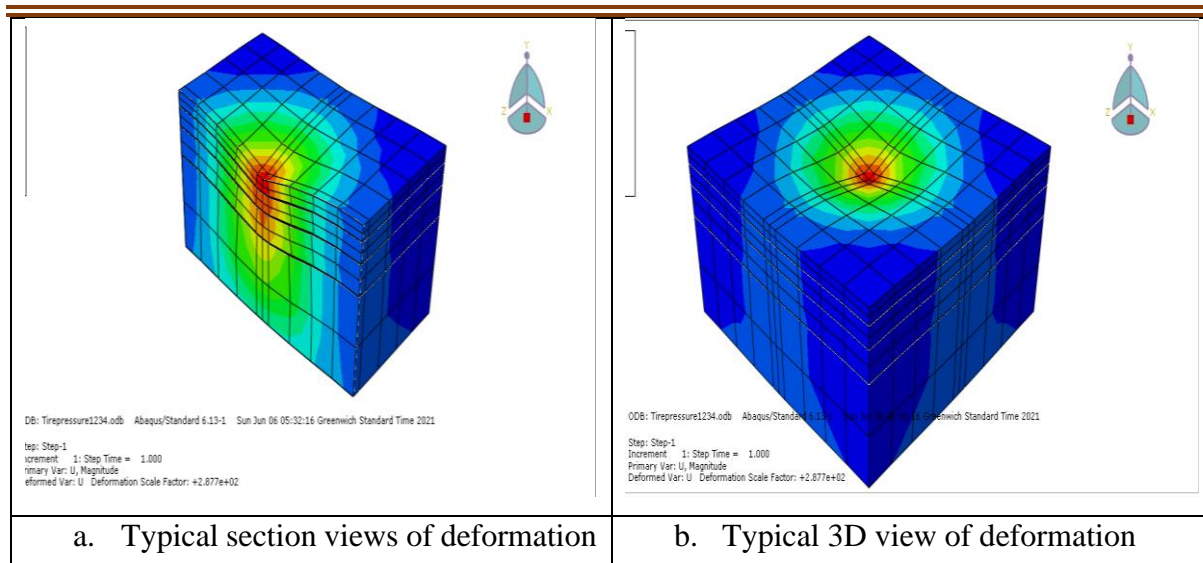 Y
Z
X
DB: Tirepressure1234.odb Abaqus/Standard 6.13-1 Sun Jun 06 05:32:16 Greenwich Standard Time 2021
tep: Step-1
ncrement 1: Step Time = 1.000
rimary Var: U, Magnitude
eformed Var: U Deformation Scale Factor: +2.877e+02
a. Typical section views of deformation
Y
Z
X
ODB: Tirepressure1234.odb Abaqus/Standard 6.13-1 Greenwich Standard Time 2021
Step: Step-1
Increment 1: Step Time = 1.000
Primary Var: U, Magnitude
Deformed Var: U Deformation Scale Factor: +2.877e+02
b. Typical 3D view of deformation